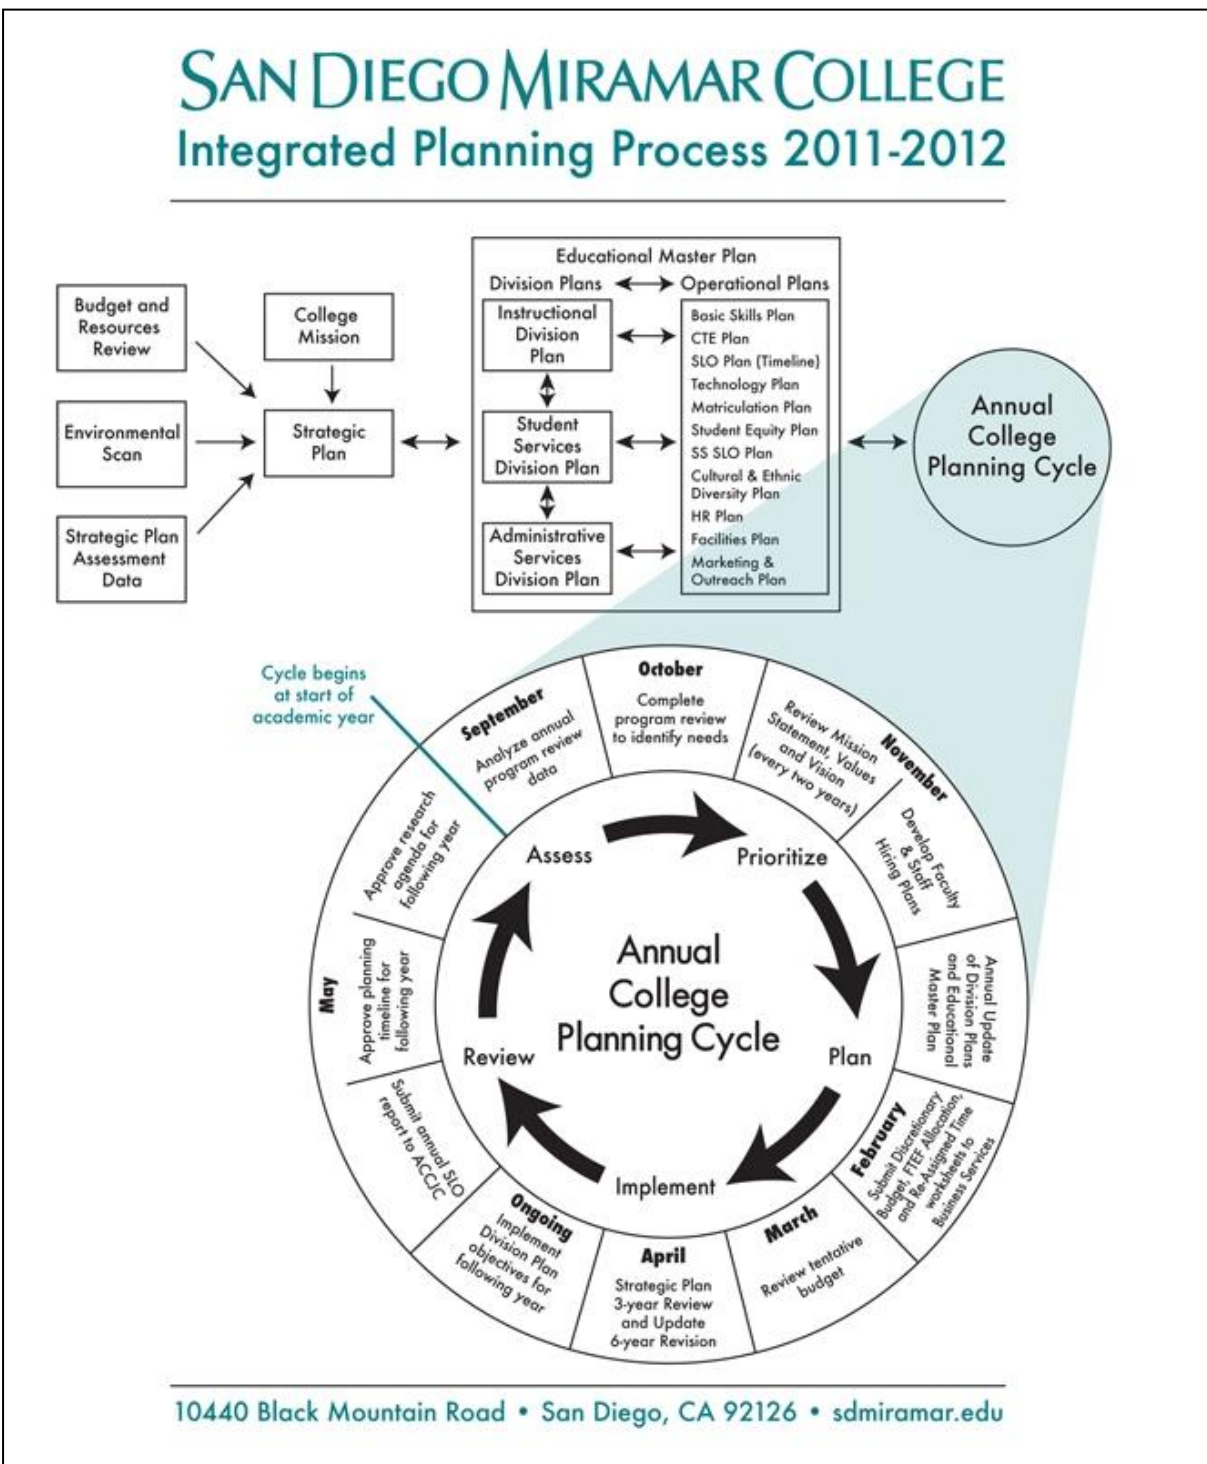 SAN DIEGO MIRAMAR COLLEGE
Integrated Planning Process 2011-2012
Budget and
Resources
Review
Environmental
Scan
Strategic Plan
Assessment
Data
College
Mission
Strategic
Plan
Educational Master Plan
Division Plans
Operational Plans
Instructional
Division
Plan
Student
Services
Division Plan
Administrative
Services
Division Plan
Basic Skills Plan
CTE Plan
SLO Plan (Timeline)
Technology Plan
Matriculation Plan
Student Equity Plan
SS SLO Plan
Cultural & Ethnic
Diversity Plan
HR Plan
Facilities Plan
Marketing &
Outreach Plan
Annual
College
Planning Cycle
Cycle begins
at start of
academic year
September
Analyze annual
program review
data
October
Complete
program review
to identify needs
November
Review Mission
Statement, Values
and Vision
(every two years)
Develop Faculty
& Staff
Hiring Plans
Annual Update
of Division Plans
and Educational
Master Plan
February
Submit Discretionary
Budget, FTEF Allocation,
and Re-Assigned Time
worksheets to
Business Services
March
Review tentative
budget
April
Strategic Plan
3-year Review
and Update
6-year Revision
Ongoing
Implement
Division Plan
objectives for
following year
May
Submit annual SLO
report to ACCJC
Approve planning
timeline for
following year
Approve research
agenda for
following year
Assess
Prioritize
Plan
Implement
Review
Annual
College
Planning Cycle
10440 Black Mountain Road • San Diego, CA 92126 • sdmiramar.edu